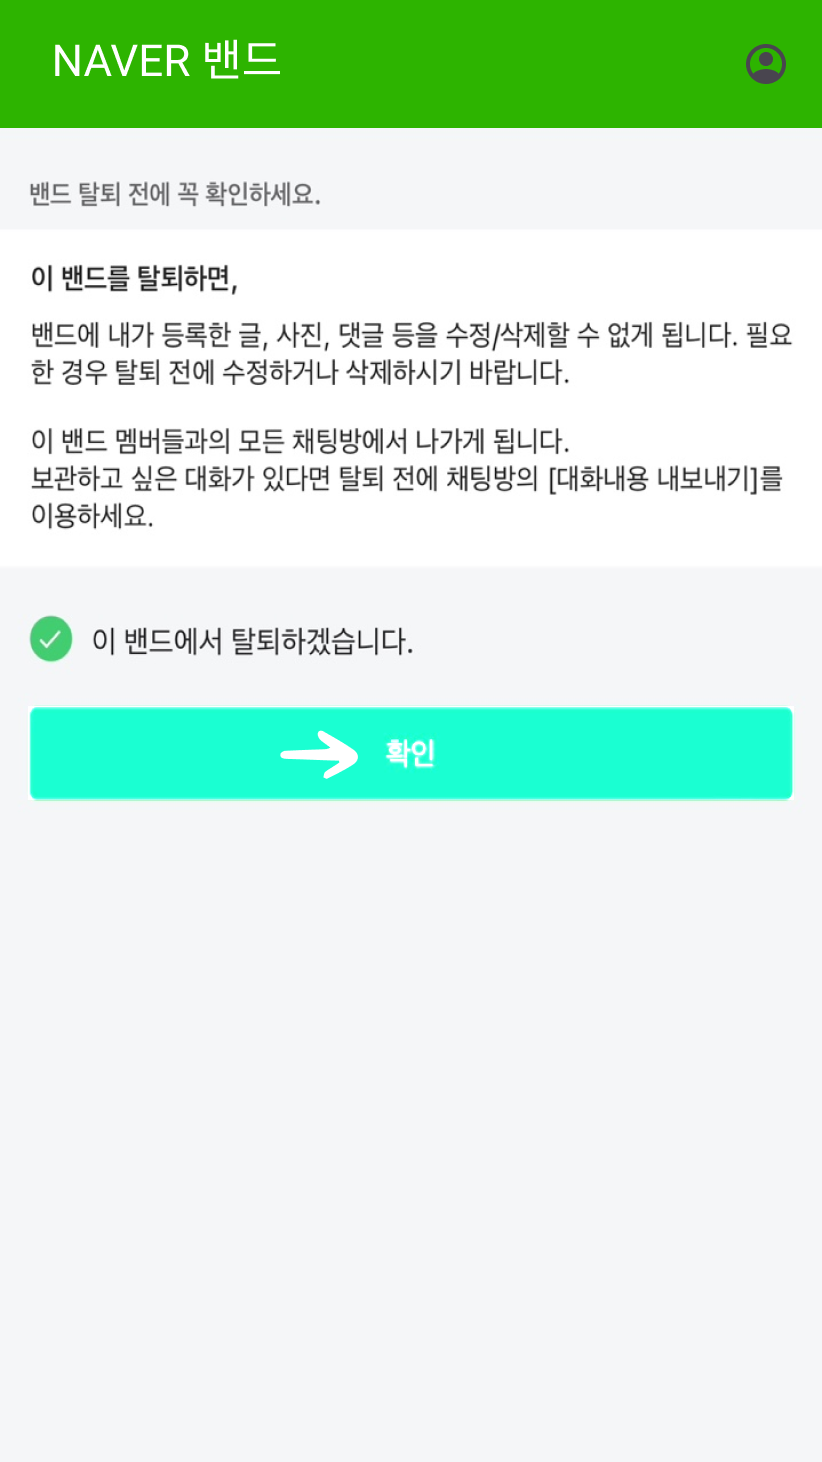 NAVER 밴드
밴드 탈퇴 전에 꼭 확인하세요.
이 밴드를 탈퇴하면,
밴드에 내가 등록한 글, 사진, 댓글 등을 수정/삭제할 수 없게 됩니다. 필요
한 경우 탈퇴 전에 수정하거나 삭제하시기 바랍니다.
이 밴드 멤버들과의 모든 채팅방에서 나가게 됩니다.
보관하고 싶은 대화가 있다면 탈퇴 전에 채팅방의 [대화내용 내보내기]를
이용하세요.
이 밴드에서 탈퇴하겠습니다.
확인